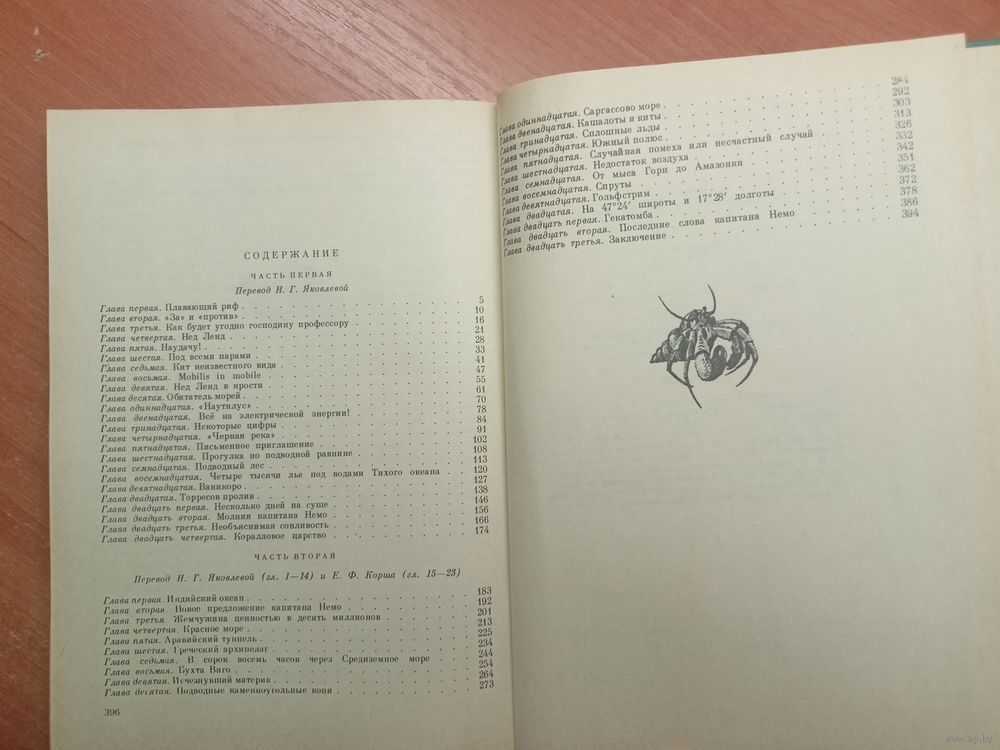 СОДЕРЖАНИЕ
ЧАСТЬ ПЕРВАЯ
Перевод Н. Г. Яковлевой
Глава первая. Плавающий риф . . . 5
Глава вторая. «За» и «против» . . . 10
Глава третья. Как будет угодно господину профессору . . . 16
Глава четвертая. Нед Ленд . . . 21
Глава пятая. Наудачу! . . . 28
Глава шестая. Под всеми парами . . . 33
Глава седьмая. Кит неизвестного вида . . . 41
Глава восьмая. Mobilis in mobile . . . 47
Глава девятая. Нед Ленд в ярости . . . 55
Глава десятая. Обитатель морей . . . 61
Глава одиннадцатая. «Наутилус» . . . 70
Глава двенадцатая. Всё на электрической энергии! . . . 78
Глава тринадцатая. Некоторые цифры . . . 84
Глава четырнадцатая. «Черная река» . . . 91
Глава пятнадцатая. Письменное приглашение . . . 102
Глава шестнадцатая. Прогулка по подводной равнине . . . 108
Глава семнадцатая. Подводный лес . . . 113
Глава восемнадцатая. Четыре тысячи лье под водами Тихого океана . . . 120
Глава девятнадцатая. Ваникоро . . . 127
Глава двадцатая. Торресов пролив . . . 138
Глава двадцать первая. Несколько дней на суше . . . 146
Глава двадцать вторая. Молния капитана Немо . . . 156
Глава двадцать третья. Необъяснимая сонливость . . . 166
Глава двадцать четвертая. Коралловое царство . . . 174
ЧАСТЬ ВТОРАЯ
Перевод Н. Г. Яковлевой (гл. 1—14) и Е. Ф. Корша (гл. 15—23)
Глава первая. Индийский океан . . . 183
Глава вторая. Новое предложение капитана Немо . . . 192
Глава третья. Жемчужина ценностью в десять миллионов . . . 201
Глава четвертая. Красное море . . . 213
Глава пятая. Аравийский туннель . . . 225
Глава шестая. Греческий архипелаг . . . 234
Глава седьмая. В сорок восемь часов через Средиземное море . . . 244
Глава восьмая. Бухта Виго . . . 254
Глава девятая. Исчезнувший материк . . . 264
Глава десятая. Подводные каменноугольные копи . . . 273
396
Глава одиннадцатая. Саргассово море . . . 284
Глава двенадцатая. Кашалоты и киты . . . 292
Глава тринадцатая. Сплошные льды . . . 303
Глава четырнадцатая. Южный полюс . . . 313
Глава пятнадцатая. Случайная помеха или несчастный случай . . . 326
Глава шестнадцатая. Недостаток воздуха . . . 332
Глава семнадцатая. От мыса Горн до Амазонки . . . 342
Глава восемнадцатая. Спруты . . . 351
Глава девятнадцатая. Гольфстрим . . . 362
Глава двадцатая. На 47°24′ широты и 17°28′ долготы . . . 372
Глава двадцать первая. Гекатомба . . . 378
Глава двадцать вторая. Последние слова капитана Немо . . . 386
Глава двадцать третья. Заключение . . . 394
www.ay.by